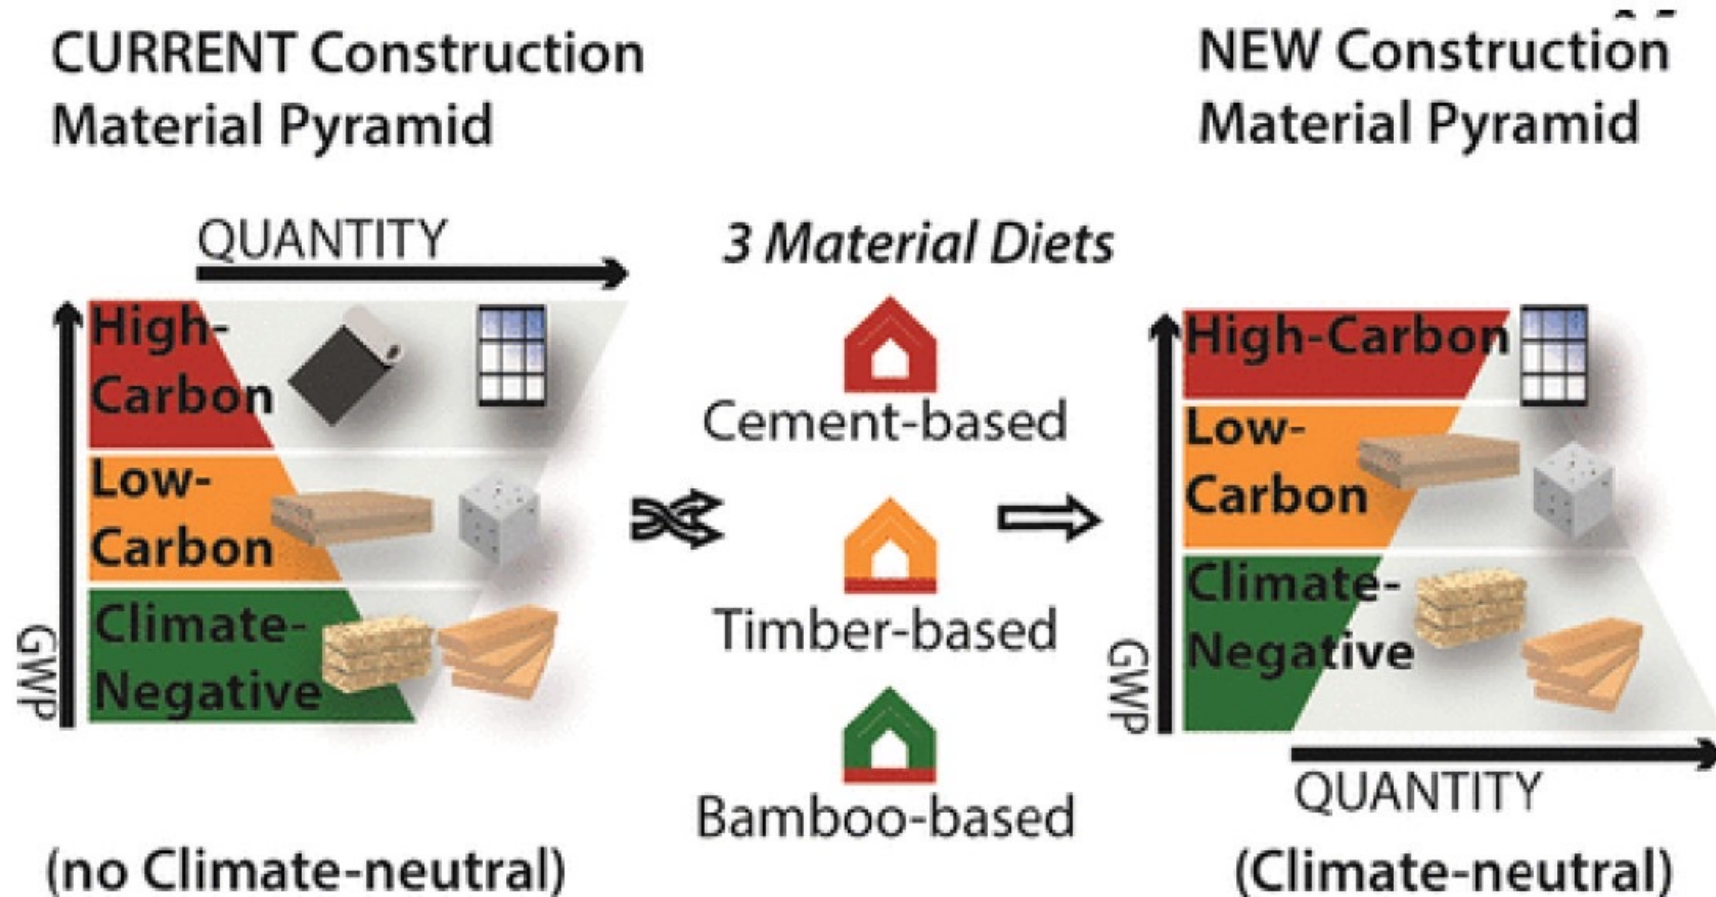 CURRENT Construction
Material Pyramid
QUANTITY
High-
Carbon
Low-
Carbon
Climate-
Negative
GWP
(no Climate-neutral)
3 Material Diets
Cement-based
Timber-based
Bamboo-based
NEW Construction
Material Pyramid
High-Carbon
Low-
Carbon
Climate-
Negative
GWP
QUANTITY
(Climate-neutral)